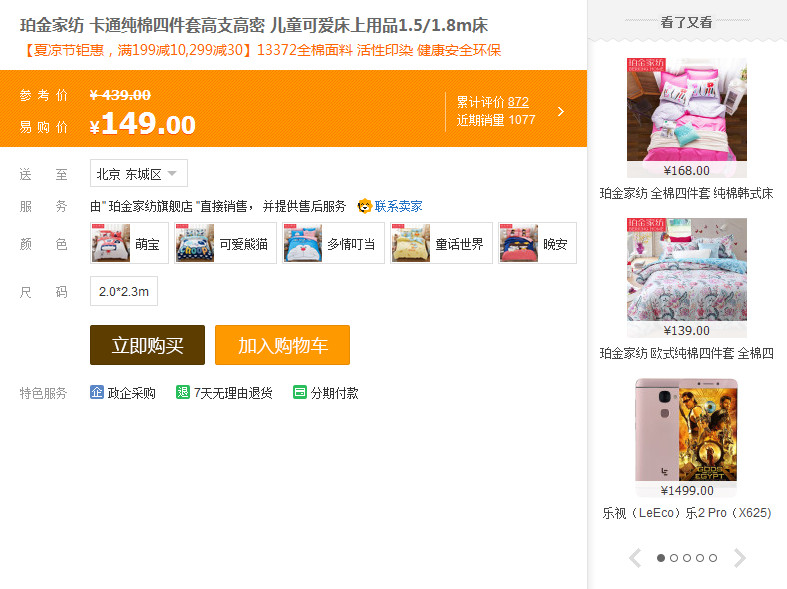 珀金家纺 卡通纯棉四件套高支高密 儿童可爱床上用品1.5/1.8m床
【夏凉节钜惠，满199减10,299减30】13372全棉面料 活性印染 健康安全环保
参考价 ¥ 439.00
易购价 ¥149.00
累计评价 872
近期销量 1077
送至 北京 东城区
服务 由"珀金家纺旗舰店"直接销售， 并提供售后服务 联系卖家
颜色 萌宝 可爱熊猫 多情叮当 童话世界 晚安
尺码 2.0*2.3m
立即购买 加入购物车
特色服务 企 政企采购 退 7天无理由退货 分期付款
看了又看
珀金家纺
¥168.00
珀金家纺 全棉四件套 纯棉韩式床
珀金家纺
¥139.00
珀金家纺 欧式纯棉四件套 全棉四
GODS
EGYPT
¥1499.00
乐视（LeEco）乐2 Pro（X625)